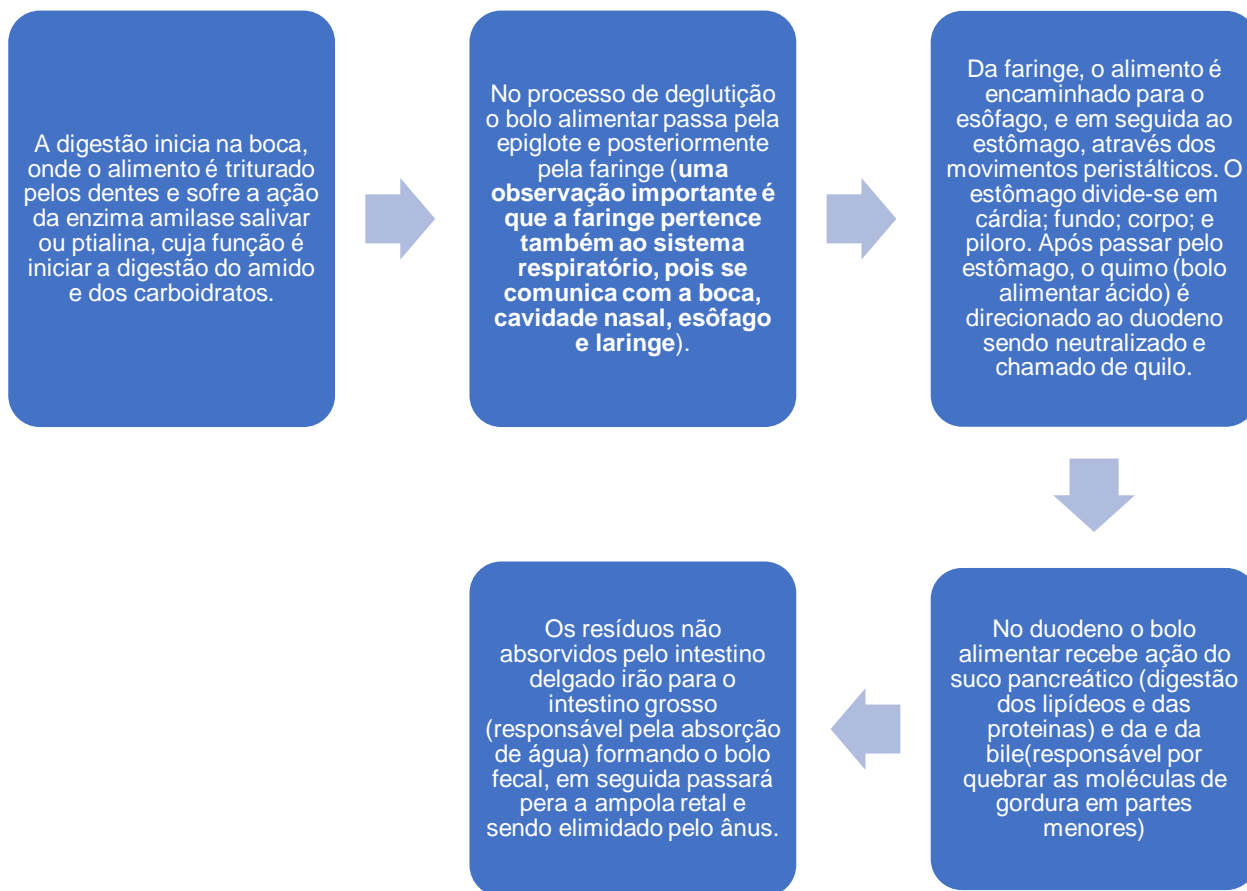 A digestão inicia na boca,
onde o alimento é triturado
pelos dentes e sofre a ação
da enzima amilase salivar
ou ptialina, cuja função é
iniciar a digestão do amido
e dos carboidratos.
No processo de deglutição
o bolo alimentar passa pela
epiglote e posteriormente
pela faringe (uma
observação importante é
que a faringe pertence
também ao sistema
respiratório, pois se
comunica com a boca,
cavidade nasal, esôfago
e laringe).
Da faringe, o alimento é
encaminhado para o
esôfago, e em seguida ao
estômago, através dos
movimentos peristálticos. O
estômago divide-se em
cárdia; fundo; corpo; e
piloro. Após passar pelo
estômago, o quimo (bolo
alimentar ácido) é
direcionado ao duodeno
sendo neutralizado e
chamado de quilo.
No duodeno o bolo
alimentar recebe ação do
suco pancreático (digestão
dos lipídeos e das
proteinas) e da e da
bile(responsável por
quebrar as moléculas de
gordura em partes
menores)
Os resíduos não
absorvidos pelo intestino
delgado irão para o
intestino grosso
(responsável pela absorção
de água) formando o bolo
fecal, em seguida passará
pera a ampola retal e
sendo elimidado pelo ânus.